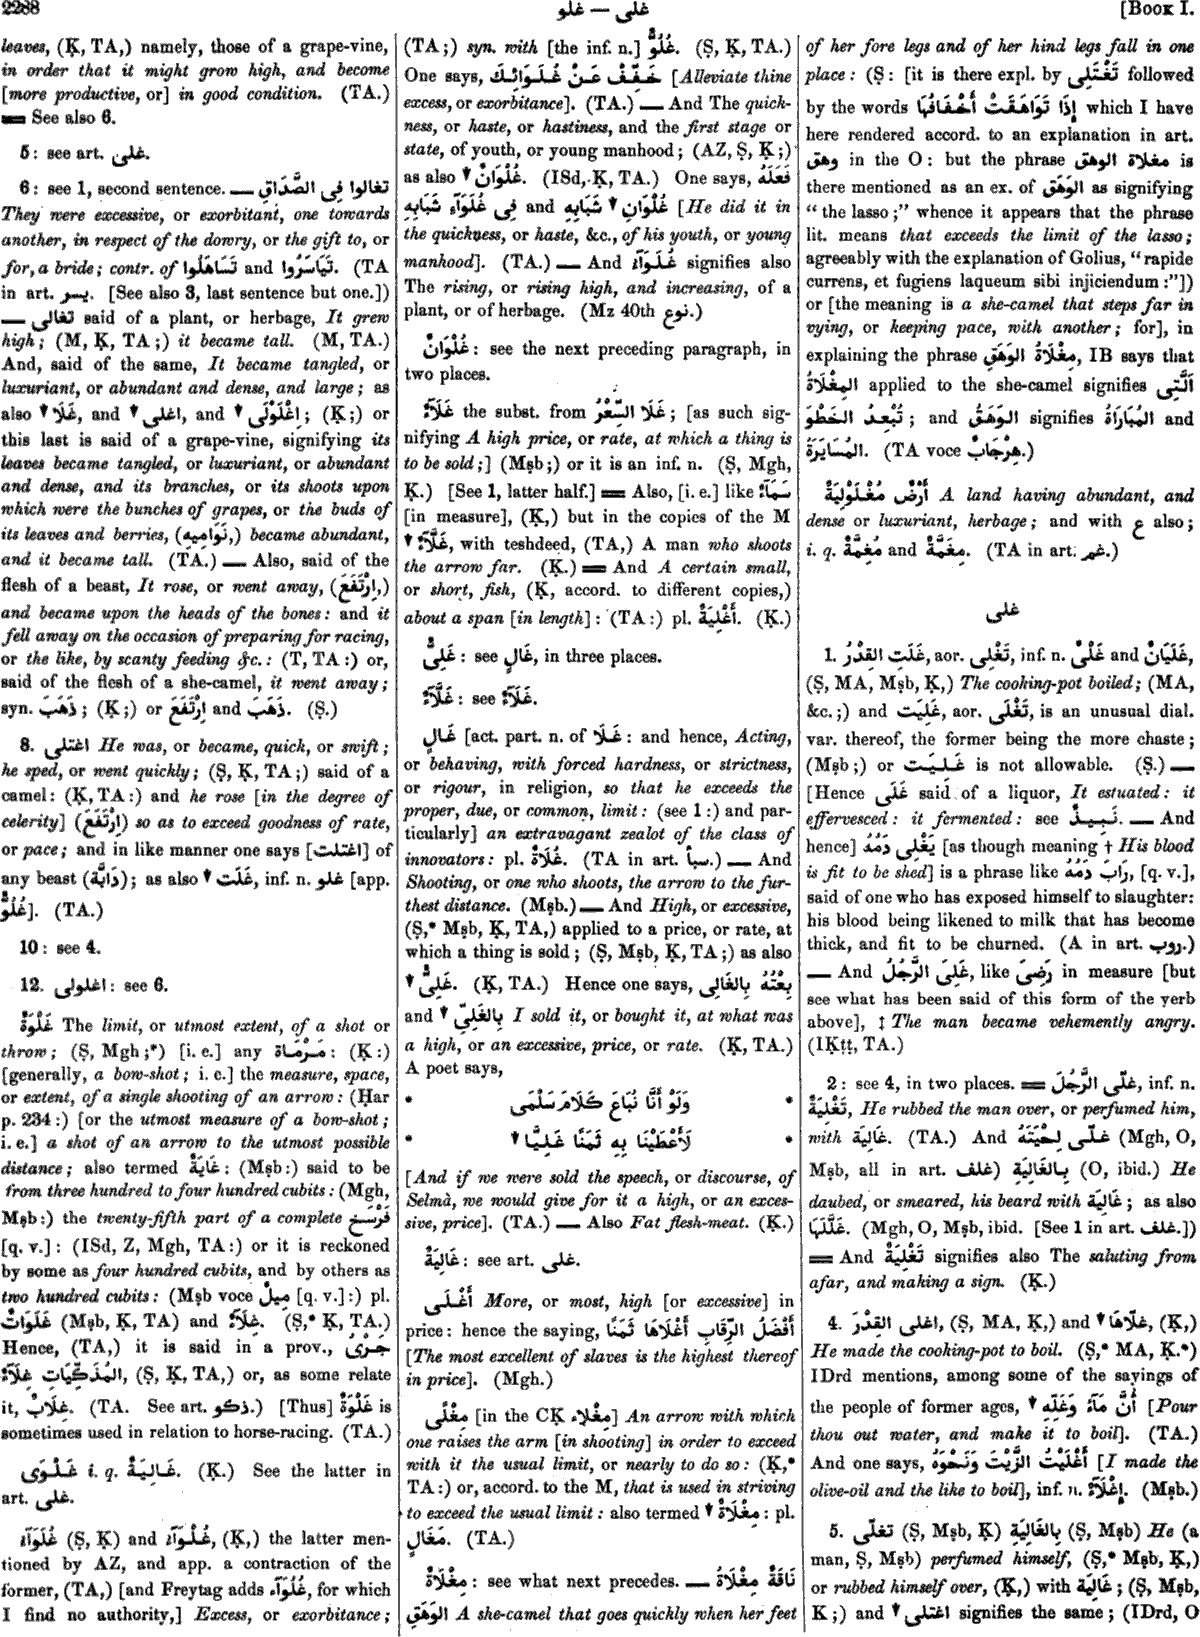 2288
غلى — غلو
[Book I.
leaves, (Ḳ, TA,) namely, those of a grape-vine,
in order that it might grow high, and become
[more productive, or] in good condition. (TA.)
══ See also 6.
5: see art. غلى.
6: see 1, second sentence. ― تغالوا فِى الصَّدَاقِ
They were excessive, or exorbitant, one towards
another, in respect of the dowry, or the gift to, or
for, a bride; contr. of تَسَاهَلُوا and تَيَاسَرُوا. (TA
in art. يسر. [See also 3, last sentence but one.])
― تغالى said of a plant, or herbage, It grew
high; (M, Ḳ, TA;) it became tall. (M, TA.)
And, said of the same, It became tangled, or
luxuriant, or abundant and dense, and large; as
also ▼ غَلَا, and ▼ اغلى, and ▼ اِغْلَوْلَى; (Ḳ;) or
this last is said of a grape-vine, signifying its
leaves became tangled, or luxuriant, or abundant
and dense, and its branches, or its shoots upon
which were the bunches of grapes, or the buds of
its leaves and berries, (نَوَامِيه,) became abundant,
and it became tall. (TA.) ― Also, said of the
flesh of a beast, It rose, or went away, (اِرْتَفَعَ,)
and became upon the heads of the bones: and it
fell away on the occasion of preparing for racing,
or the like, by scanty feeding &c.: (T, TA:) or,
said of the flesh of a she-camel, it went away;
syn. ذَهَبَ; (Ḳ;) or اِرْتَفَعَ and ذَهَبَ. (Ṣ.)
8. اغتلى He was, or became, quick, or swift;
he sped, or went quickly; (Ṣ, Ḳ, TA;) said of a
camel: (Ḳ, TA:) and he rose [in the degree of
celerity] (اِرْتَفَعَ) so as to exceed goodness of rate,
or pace; and in like manner one says [اغتلت] of
any beast (دَابَّة); as also ▼ غَلَت, inf. n. غلو [app.
غُلُوٌّ]. (TA.)
10: see 4.
12. اغلولى: see 6.
غَلْوَةٌ The limit, or utmost extent, of a shot or
throw; (Ṣ, Mgh;*) [i. e.] any مَرْمَاة: (Ḳ:)
[generally, a bow-shot; i. e.] the measure, space,
or extent, of a single shooting of an arrow: (Ḥar
p. 234:) [or the utmost measure of a bow-shot;
i. e.] a shot of an arrow to the utmost possible
distance; also termed غَايَةٌ: (Mṣb:) said to be
from three hundred to four hundred cubits: (Mgh,
Mṣb:) the twenty-fifth part of a complete فَرْسَخ
[q. v.]: (ISd, Z, Mgh, TA:) or it is reckoned
by some as four hundred cubits, and by others as
two hundred cubits: (Mṣb voce مِيلٌ [q. v.]:) pl.
غَلَوَاتٌ (Mṣb, Ḳ, TA) and غِلَآءٌ. (Ṣ,* Ḳ, TA.)
Hence, (TA,) it is said in a prov., جَرْىُ
المُذَكِّيَاتِ غِلَآءٌ, (Ṣ, Ḳ, TA,) or, as some relate
it, غِلَابٌ. (TA. See art. ذكو.) [Thus] غَلْوَةٌ is
sometimes used in relation to horse-racing. (TA.)
غَلْوَى i. q. غَالِيَةٌ. (Ḳ.) See the latter in
art. غلى.
غُلَوَآءُ (Ṣ, Ḳ) and غُلْوَآءُ, (Ḳ,) the latter men-
tioned by AZ, and app. a contraction of the
former, (TA,) [and Freytag adds غَلْوَآءُ, for which
I find no authority,] Excess, or exorbitance;
(TA;) syn. with [the inf. n.] غُلُوٌّ. (Ṣ, Ḳ, TA.)
One says, خَفِّفْ عَنْ غُلَوَائِكَ [Alleviate thine
excess, or exorbitance]. (TA.) ― And The quick-
ness, or haste, or hastiness, and the first stage or
state, of youth, or young manhood; (AZ, Ṣ, Ḳ;)
as also ▼ غُلْوَانٌ. (ISd, Ḳ, TA.) One says, فَعَلَهُ
فِى غُلَوَآءِ شَبَابِهِ and غُلْوَانِ ▼ شَبَابِهِ [He did it in
the quickness, or haste, &c., of his youth, or young
manhood]. (TA.) ― And غُلَوَآءُ signifies also
The rising, or rising high, and increasing, of a
plant, or of herbage. (Mz 40th نوع.)
غُلْوَانٌ: see the next preceding paragraph, in
two places.
غَلَآءٌ the subst. from غَلَا السِّعْرُ; [as such sig-
nifying A high price, or rate, at which a thing is
to be sold;] (Mṣb;) or it is an inf. n. (Ṣ, Mgh,
Ḳ.) [See 1, latter half.] ══ Also, [i. e.] like سَمَآءٌ
[in measure], (Ḳ,) but in the copies of the M
▼ غَلَّآءٌ, with teshdeed, (TA,) A man who shoots
the arrow far. (Ḳ.) ══ And A certain small,
or short, fish, (Ḳ, accord. to different copies,)
about a span [in length]: (TA:) pl. أَغْلِيَةٌ. (Ḳ.)
غَلِىٌّ: see غَالٍ, in three places.
غَلَّآءٌ: see غَلَآءٌ.
غَالٍ [act. part. n. of غَلَا: and hence, Acting,
or behaving, with forced hardness, or strictness,
or rigour, in religion, so that he exceeds the
proper, due, or common, limit: (see 1:) and par-
ticularly] an extravagant zealot of the class of
innovators: pl. غُلَاةٌ. (TA in art. سبأ.) ― And
Shooting, or one who shoots, the arrow to the fur-
thest distance. (Mṣb.) ― And High, or excessive,
(Ṣ,* Mṣb, Ḳ, TA,) applied to a price, or rate, at
which a thing is sold; (Ṣ, Mṣb, Ḳ, TA;) as also
▼ غَلِىٌّ. (Ḳ, TA.) Hence one says, بِعْتُهُ بِالغَالِى
and ▼ بِالغَلِىِّ I sold it, or bought it, at what was
a high, or an excessive, price, or rate. (Ḳ, TA.)
A poet says,
* وَلَوْ أَنَّا نُبَاعُ كَلَامَ سَلْمَى *
* لَأَعْطَيْنَا بِهِ ثَمَنًا غَلِيَّا ▼ *
[And if we were sold the speech, or discourse, of
Selmà, we would give for it a high, or an exces-
sive, price]. (TA.) ― Also Fat flesh-meat. (Ḳ.)
غَالِيَةٌ: see art. غلى.
أَغْلَى More, or most, high [or excessive] in
price: hence the saying, أَفْضَلُ الرِّقَابِ أَغْلَاهَا ثَمَنًا
[The most excellent of slaves is the highest thereof
in price]. (Mgh.)
مِغْلًى [in the CḲ مِغْلاء] An arrow with which
one raises the arm [in shooting] in order to exceed
with it the usual limit, or nearly to do so: (Ḳ,*
TA:) or, accord. to the M, that is used in striving
to exceed the usual limit: also termed ▼ مِغْلَاةٌ: pl.
مَغَالٍ. (TA.)
مِغْلَاةٌ: see what next precedes. ― نَاقَةٌ مِغْلَاةُ
الوَهَقِ A she-camel that goes quickly when her feet
of her fore legs and of her hind legs fall in one
place: (Ṣ: [it is there expl. by تَغْتَلِى followed
by the words إِذَا تَوَاهَقَتْ أَخْفَافُهَا which I have
here rendered accord. to an explanation in art.
وهق in the O: but the phrase مغلاة الوهق is
there mentioned as an ex. of الوَهَق as signifying
“the lasso;” whence it appears that the phrase
lit. means that exceeds the limit of the lasso;
agreeably with the explanation of Golius, “rapide
currens, et fugiens laqueum sibi injiciendum:”])
or [the meaning is a she-camel that steps far in
vying, or keeping pace, with another; for], in
explaining the phrase مِغْلَاةُ الوَهَقِ, IB says that
المِغْلَاةُ applied to the she-camel signifies الَّتِى
تُبْعِدُ الخَطْوَ; and الوَهَقُ signifies المُبَارَاةُ and
المُسَايَرَةُ. (TA voce هِرْجَابٌ.)
أَرْضٌ مُغْلَوْلِيَةٌ A land having abundant, and
dense or luxuriant, herbage; and with ع also;
i. q. مُغِمَّةٌ and مِغَمَّةٌ. (TA in art. غمر.)
غلى
1. غَلَتِ القِدْرُ, aor. تَغْلِى, inf. n. غَلْىٌ and غَلَيَانٌ,
(Ṣ, MA, Mṣb, Ḳ,) The cooking-pot boiled; (MA,
&c.;) and غَلِيَت, aor. تَغْلَى, is an unusual dial.
var. thereof, the former being the more chaste;
(Mṣb;) or غَلِيَت is not allowable. (Ṣ.) ―
[Hence غَلَى said of a liquor, It estuated: it
effervesced: it fermented: see نَبِيذٌ. ― And
hence] يَغْلِى دَمُهُ [as though meaning † His blood
is fit to be shed] is a phrase like رَابَ دَمُهُ, [q. v.],
said of one who has exposed himself to slaughter:
his blood being likened to milk that has become
thick, and fit to be churned. (A in art. روب.)
― And غَلِىَ الرَّجُلُ, like رَضِىَ in measure [but
see what has been said of this form of the verb
above], ‡ The man became vehemently angry.
(IḲṭṭ, TA.)
2: see 4, in two places. ══ غَلَّى الرَّجُلَ, inf. n.
تَغْلِيَةٌ, He rubbed the man over, or perfumed him,
with غَالِيَة. (TA.) And غَلَّى لِحْيَتَهُ (Mgh, O,
Mṣb, all in art. غلف) بِالغَالِيَةِ (O, ibid.) He
daubed, or smeared, his beard with غَالِيَة; as also
غَلَّلَهَا. (Mgh, O, Mṣb, ibid. [See 1 in art. غلف.])
══ And تَغْلِيَةٌ signifies also The saluting from
afar, and making a sign. (Ḳ.)
4. اغلى القِدْرَ, (Ṣ, MA, Ḳ,) and ▼ غَلَّاهَا, (Ḳ,)
He made the cooking-pot to boil. (Ṣ,* MA, Ḳ.*)
IDrd mentions, among some of the sayings of
the people of former ages, أُنَّ مَآءً وَغَلِّهِ ▼ [Pour
thou out water, and make it to boil]. (TA.)
And one says, أَغْلَيْتُ الزَّيْتَ وَنَحْوَهُ [I made the
olive-oil and the like to boil], inf. n. إِغْلَآءٌ. (Mṣb.)
5. تغلّى (Ṣ, Mṣb, Ḳ) بِالغَالِيَةِ (Ṣ, Mṣb) He (a
man, Ṣ, Mṣb) perfumed himself, (Ṣ,* Mṣb, Ḳ,)
or rubbed himself over, (Ḳ,) with غَالِيَة; (Ṣ, Mṣb,
Ḳ;) and ▼ اغتلى signifies the same; (IDrd, O